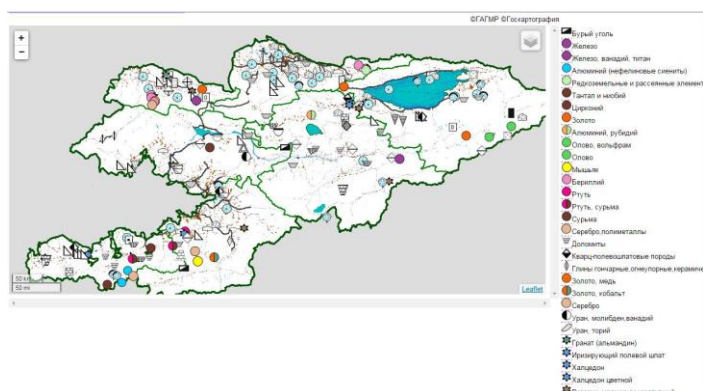 ©ГАГМР ©Госкартография
+
−
Бурый уголь
Железо
Железо, ванадий, титан
Алюминий (нефелиновые сиениты)
Редкоземельные и рассеянные элемент
Тантал и ниобий
Цирконий
Золото
Алюминий, рубидий
Олово, вольфрам
Олово
Мышьяк
Бериллий
Ртуть
Ртуть, сурьма
Сурьма
Серебро,полиметаллы
Доломиты
Кварц-полевошпатовые породы
Глины гончарные,огнеупорные,керамиче
Золото, медь
Золото, кобальт
Серебро
Уран, молибден,ванадий
Уран, торий
Гранат (альмандин)
Иризирующий полевой шпат
Халцедон
Халцедон цветной
50 km
50 mi
Leaflet